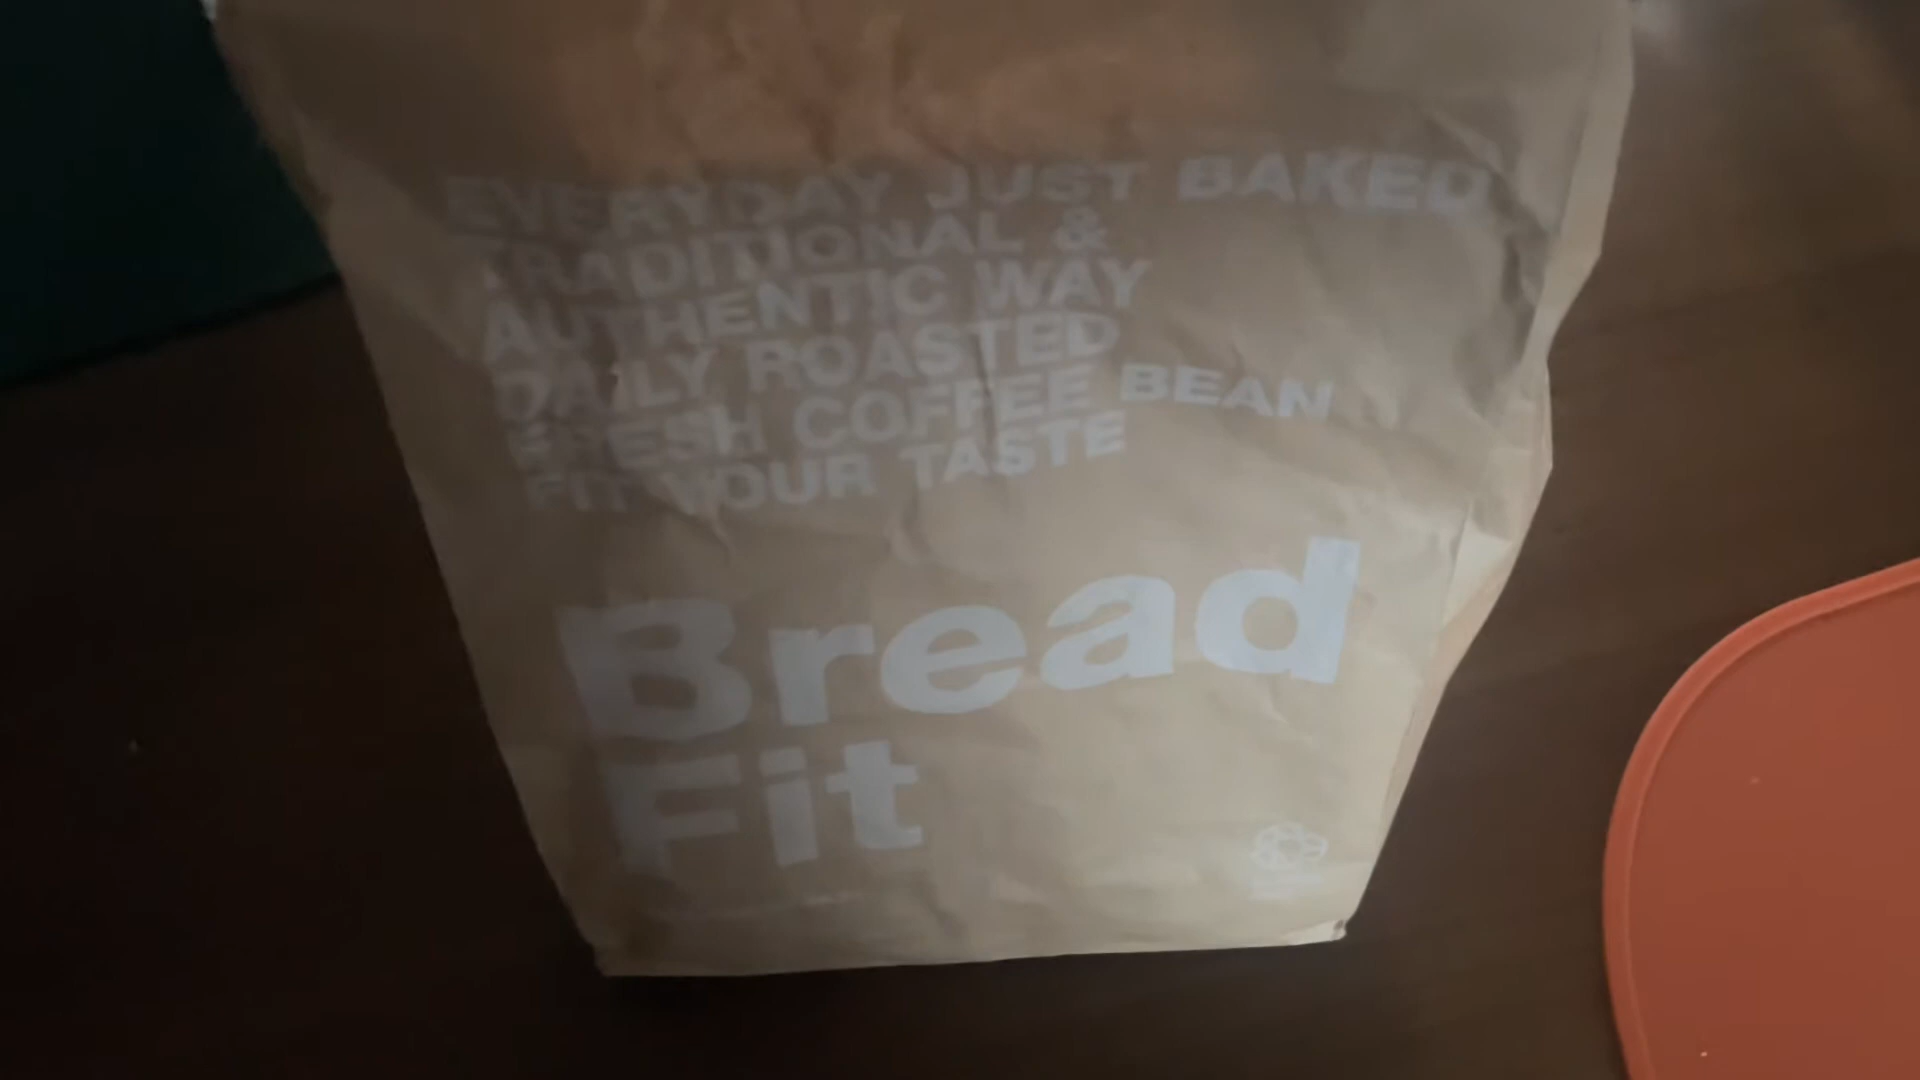 EVERYDAY JUST BAKED
TRADITIONAL &
AUTHENTIC WAY
DAILY ROASTED
FRESH COFFEE BEAN
FIT YOUR TASTE
Bread
Fit